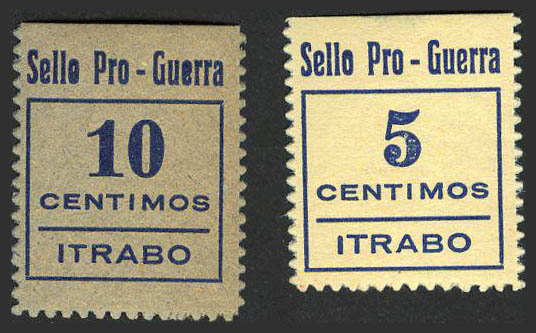 Sello Pro - Guerra
10
CENTIMOS
ITRABO
Sello Pro - Guerra
5
CENTIMOS
ITRABO